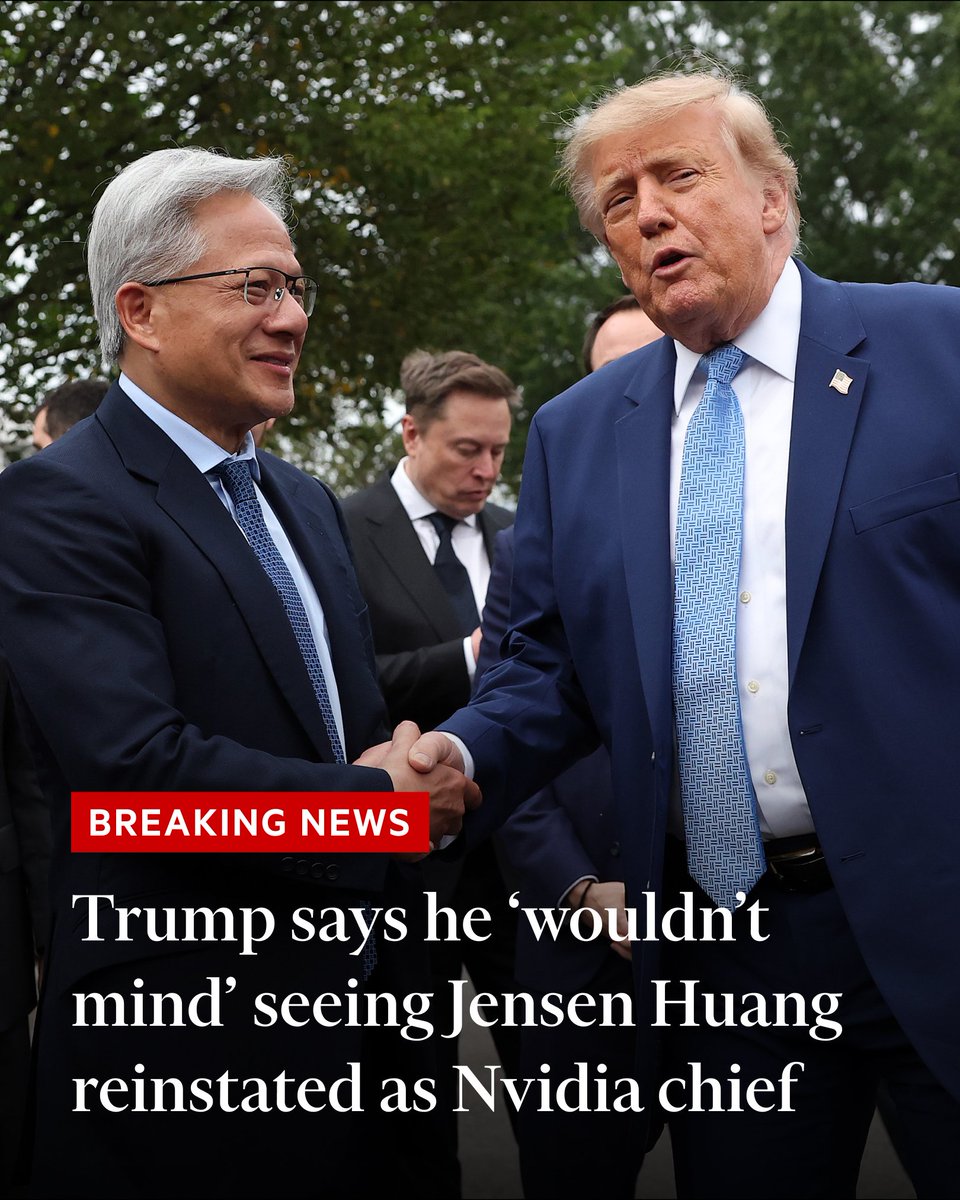 BREAKING NEWS
Trump says he ‘wouldn’t
mind’ seeing Jensen Huang
reinstated as Nvidia chief